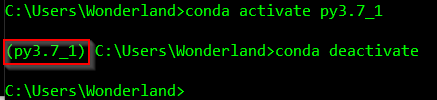 C:\Users\Wonderland>conda activate py3.7_1
(py3.7_1) C:\Users\Wonderland>conda deactivate
C:\Users\Wonderland>